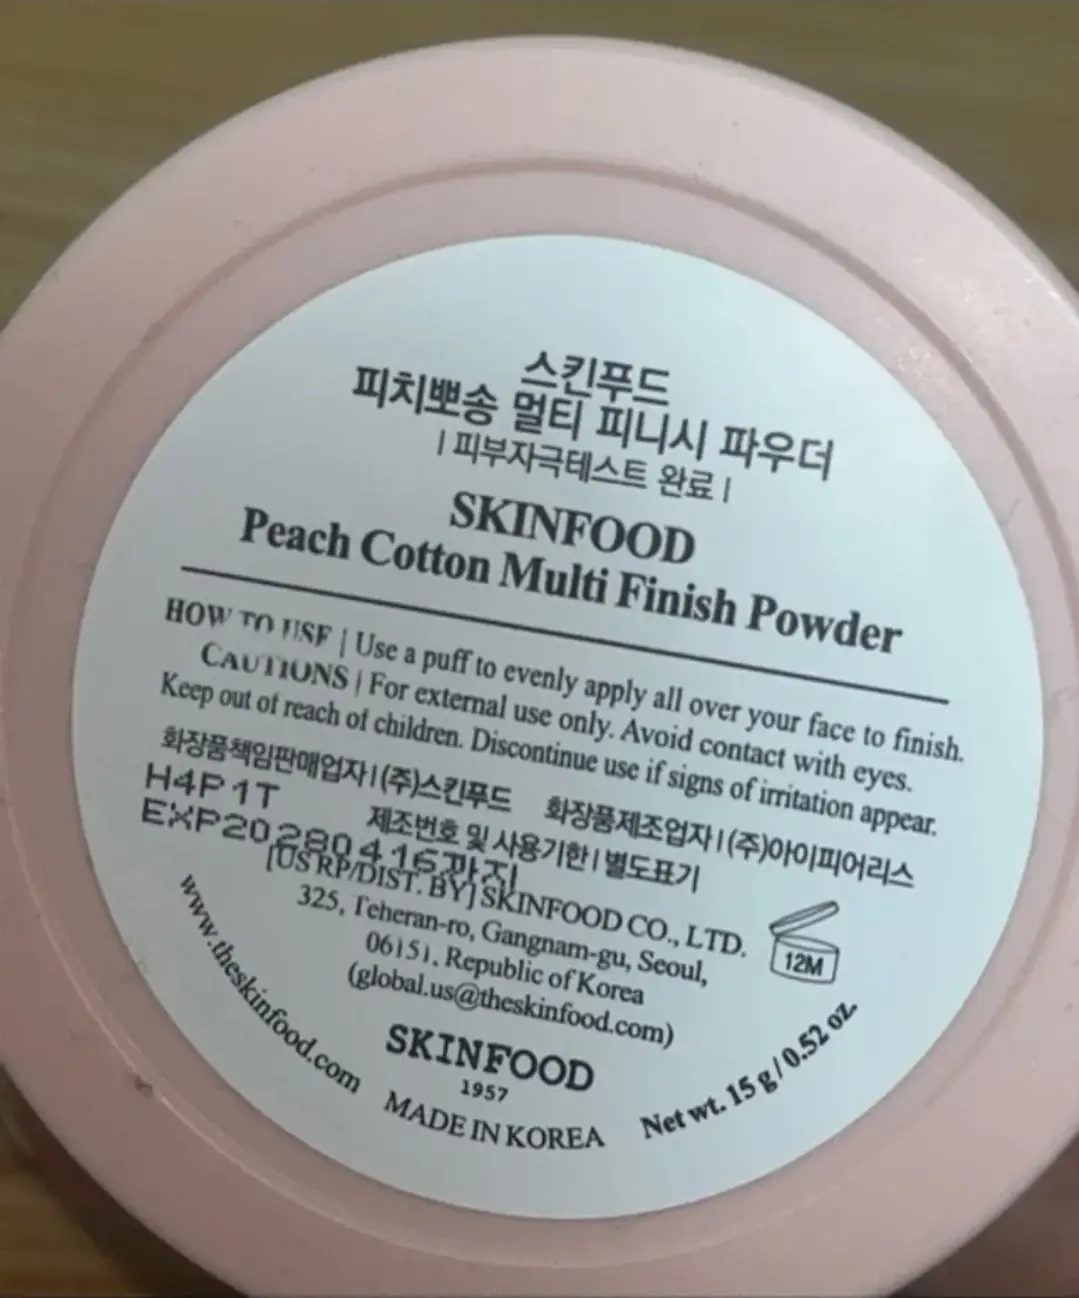 스킨푸드
피치뽀송 멀티 피니시 파우더
| 피부자극테스트 완료 |
SKINFOOD
Peach Cotton Multi Finish Powder
HOW TO USE | Use a puff to evenly apply all over your face to finish.
CAUTIONS | For external use only. Avoid contact with eyes.
Keep out of reach of children. Discontinue use if signs of irritation appear.
화장품책임판매업자 | (주)스킨푸드 화장품제조업자 | (주)아이피어리스
H4P1T
제조번호 및 사용기한 | 별도표기
EXP20280416까지
[US RP/DIST. BY] SKINFOOD CO., LTD.
325, Teheran-ro, Gangnam-gu, Seoul,
06151, Republic of Korea
(global.us@theskinfood.com)
12M
www.theskinfood.com
SKINFOOD
1957
MADE IN KOREA
Net wt. 15 g / 0.52 oz.